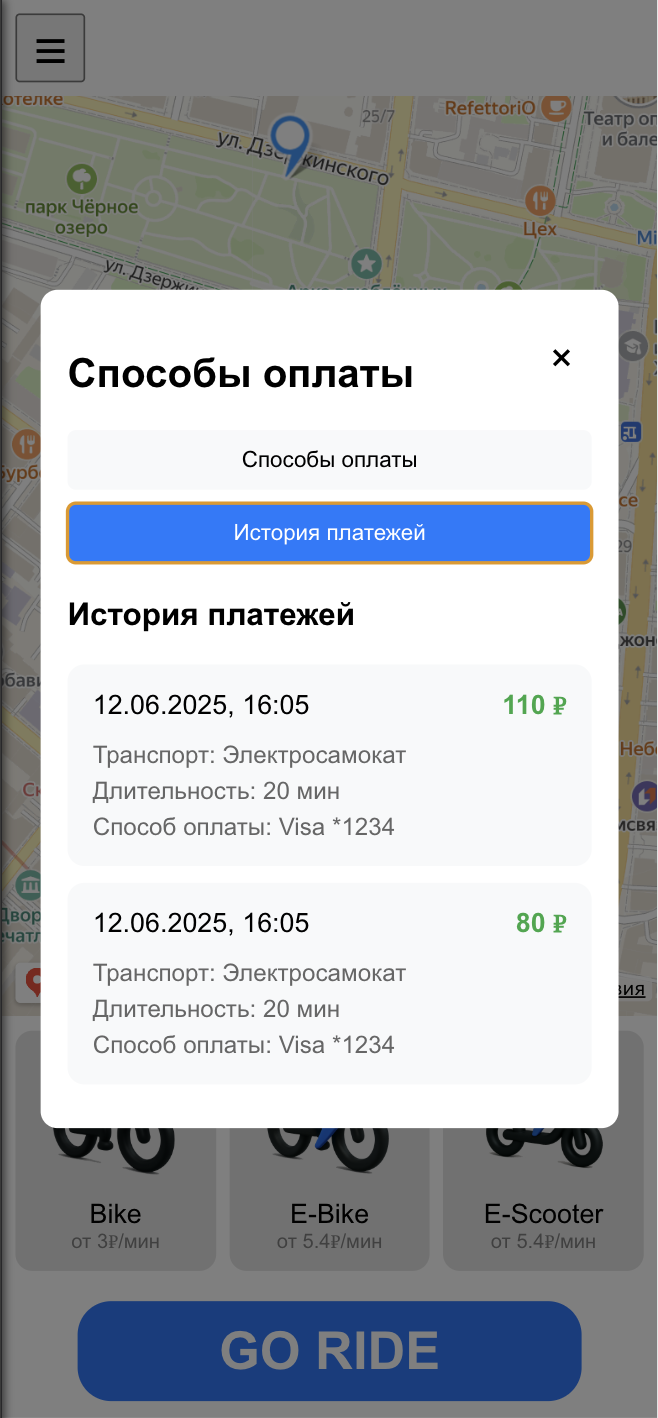 отелке
25/7
RefettoriO
Театр оп
и бале
ул. Дзержинского
парк Чёрное
озеро
Цех
Mi
ул. Дзержин
Способы оплаты
×
Способы оплаты
История платежей
История платежей
12.06.2025, 16:05 110 ₽
Транспорт: Электросамокат
Длительность: 20 мин
Способ оплаты: Visa *1234
12.06.2025, 16:05 80 ₽
Транспорт: Электросамокат
Длительность: 20 мин
Способ оплаты: Visa *1234
Bike
E-Bike
E-Scooter
от 3₽/мин
от 5.4₽/мин
от 5.4₽/мин
GO RIDE